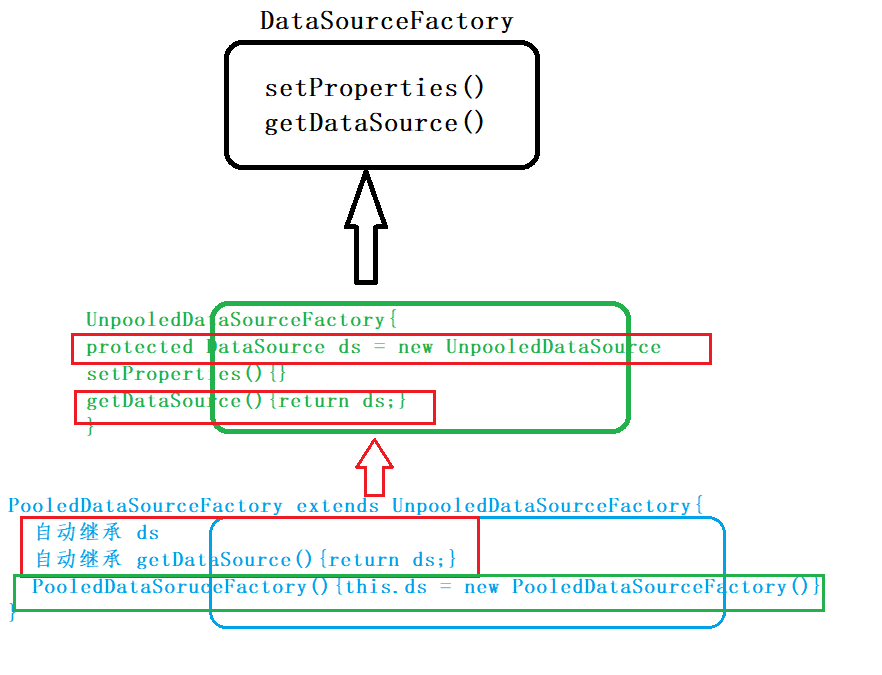 DataSourceFactory
setProperties()
getDataSource()
UnpooledDataSourceFactory{
protected DataSource ds = new UnpooledDataSource
setProperties(){}
getDataSource(){return ds;}
}
PooledDataSourceFactory extends UnpooledDataSourceFactory{
自动继承 ds
自动继承 getDataSource(){return ds;}
PooledDataSoruceFactory(){this.ds = new PooledDataSourceFactory()}
}